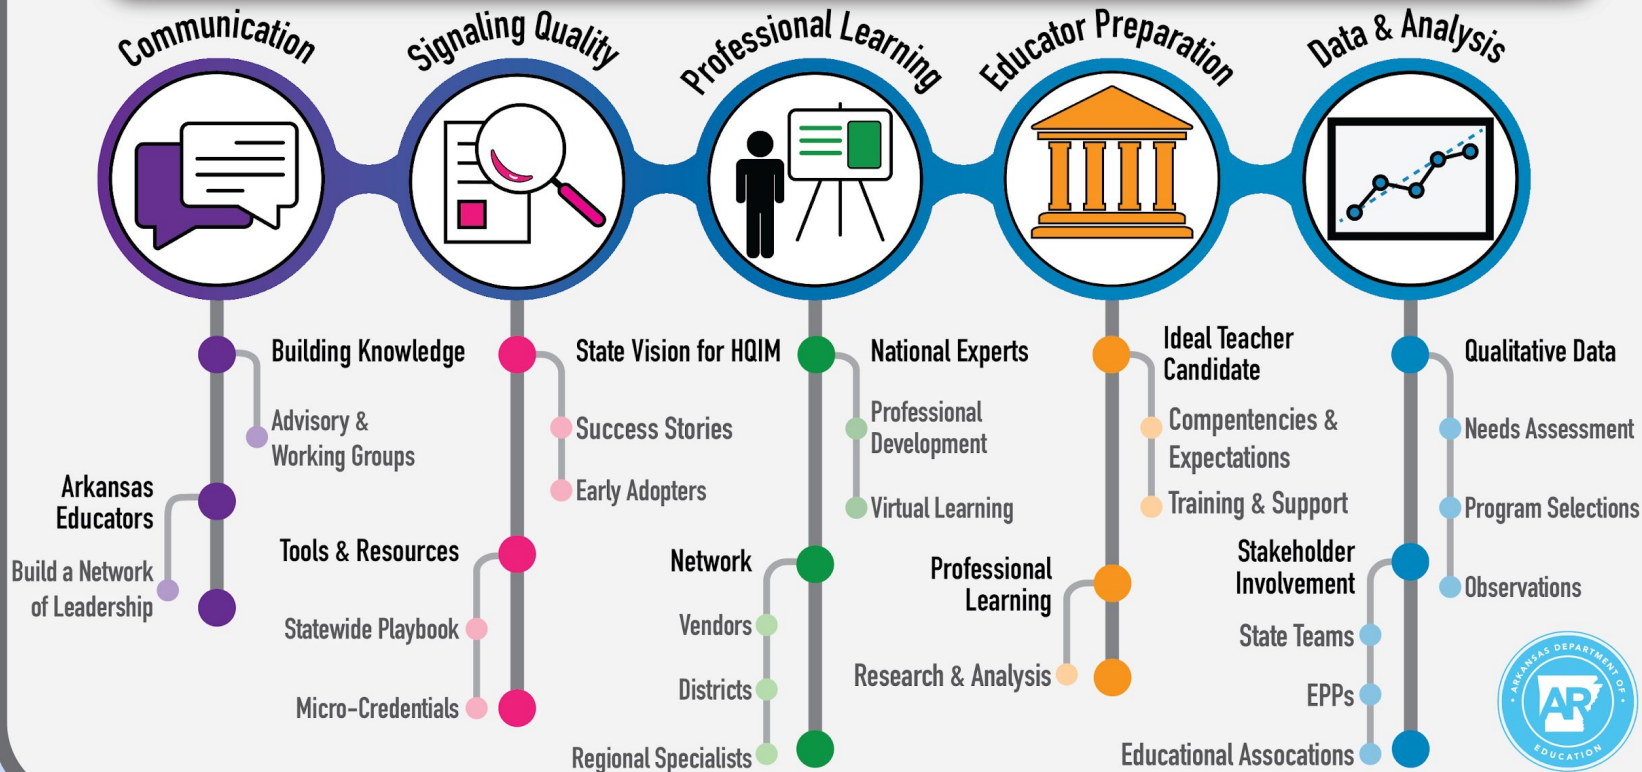 Communication
Signaling Quality
Professional Learning
Educator Preparation
Data & Analysis
Building Knowledge
Advisory &
Working Groups
Arkansas
Educators
Build a Network
of Leadership
State Vision for HQIM
Success Stories
Early Adopters
Tools & Resources
Statewide Playbook
Micro-Credentials
National Experts
Professional
Development
Virtual Learning
Network
Vendors
Districts
Regional Specialists
Ideal Teacher
Candidate
Compentencies &
Expectations
Training & Support
Professional
Learning
Research & Analysis
Qualitative Data
Needs Assessment
Program Selections
Observations
Stakeholder
Involvement
State Teams
EPPs
Educational Assocations
ARKANSAS DEPARTMENT OF
AR
EDUCATION